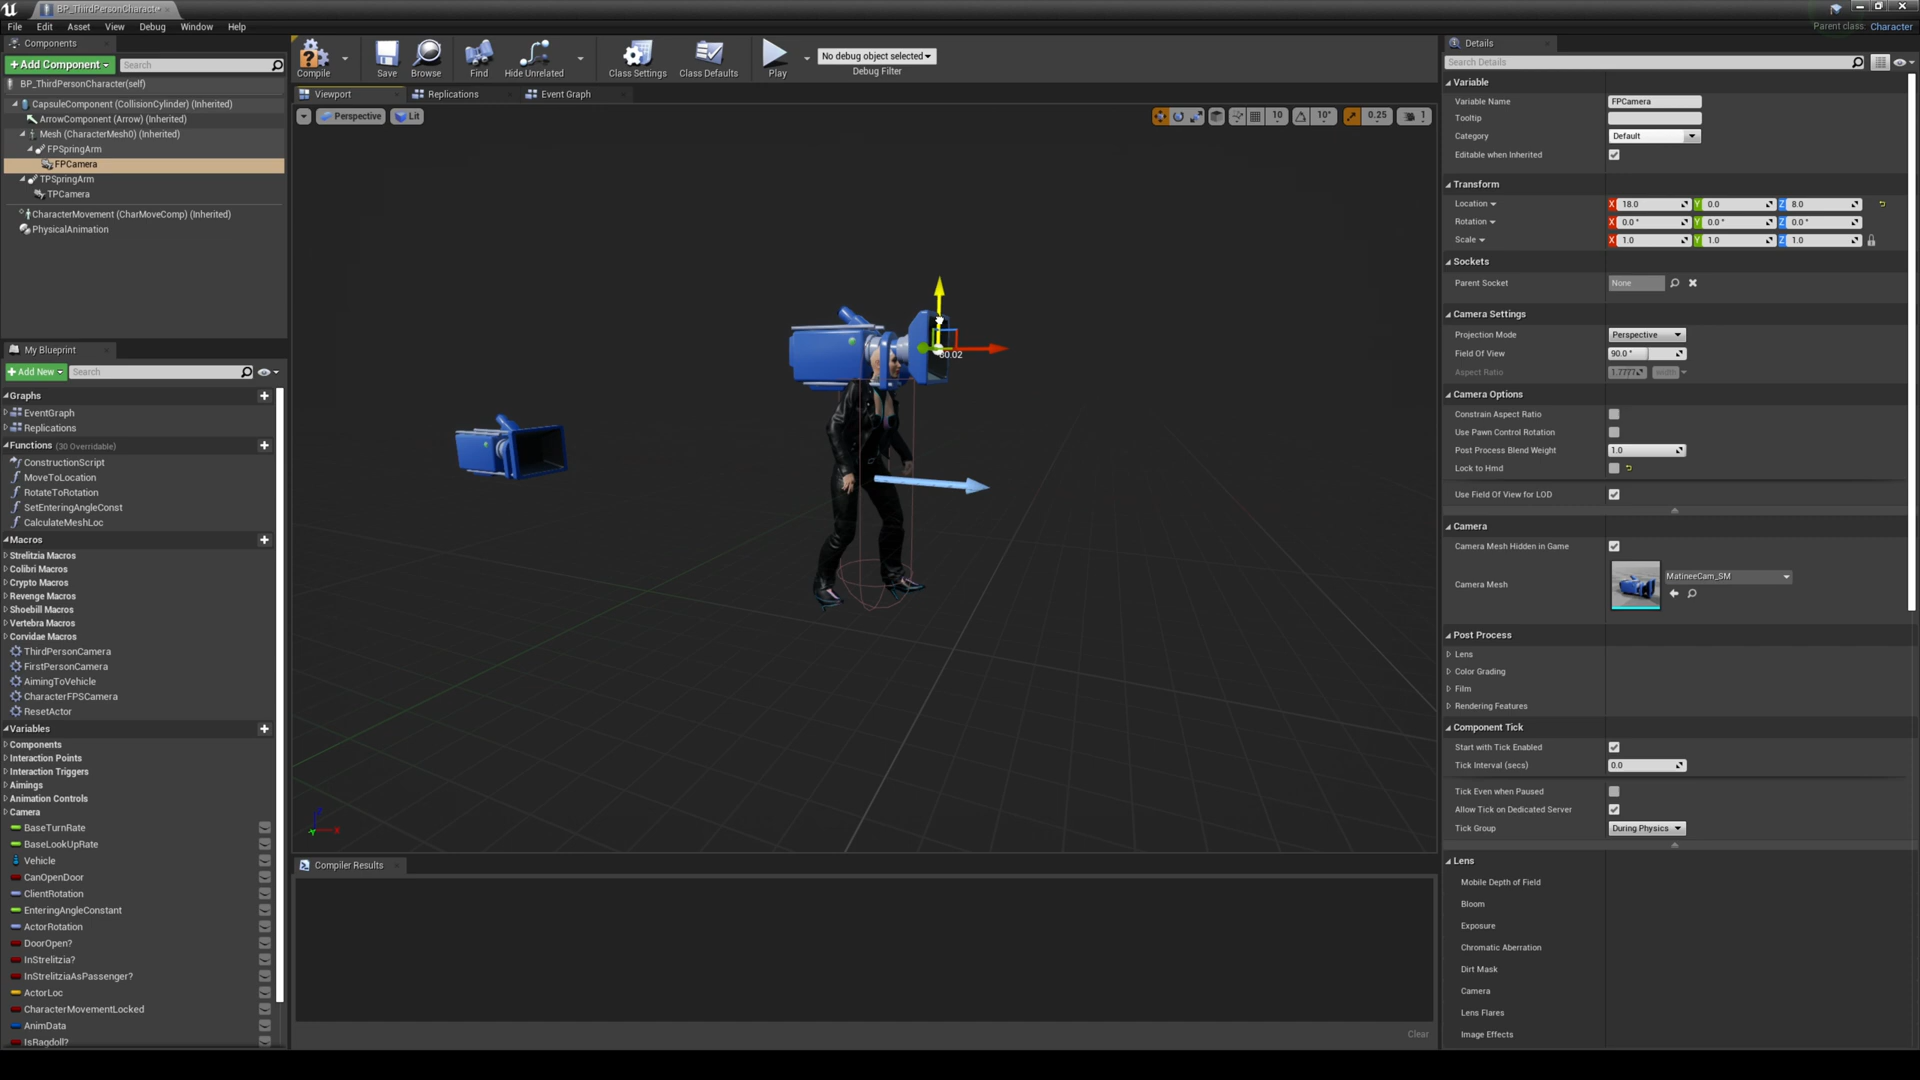 BP_ThirdPersonCharacter
File Edit Asset View Debug Window Help
Parent class: Character
Components
+Add Component
Search
BP_ThirdPersonCharacter(self)
CapsuleComponent (CollisionCylinder) (Inherited)
ArrowComponent (Arrow) (Inherited)
Mesh (CharacterMesh0) (Inherited)
FPSpringArm
FPCamera
TPSpringArm
TPCamera
CharacterMovement (CharMoveComp) (Inherited)
PhysicalAnimation
My Blueprint
+Add New
Search
Graphs
EventGraph
Replications
Functions (30 Overridable)
ConstructionScript
MoveToLocation
RotateToRotation
SetEnteringAngleConst
CalculateMeshLoc
Macros
Strelitzia Macros
Colibri Macros
Crypto Macros
Revenge Macros
Shoebill Macros
Vertebra Macros
Corvidae Macros
ThirdPersonCamera
FirstPersonCamera
AimingToVehicle
CharacterFPSCamera
ResetActor
Variables
Components
Interaction Points
Interaction Triggers
Aimings
Animation Controls
Camera
BaseTurnRate
BaseLookUpRate
Vehicle
CanOpenDoor
ClientRotation
EnteringAngleConstant
ActorRotation
DoorOpen?
InStrelitzia?
InStrelitziaAsPassenger?
ActorLoc
CharacterMovementLocked
AnimData
IsRagdoll?
Compile Save Browse Find Hide Unrelated Class Settings Class Defaults Play
No debug object selected
Debug Filter
Viewport Replications Event Graph
Perspective Lit
10 10° 0.25 1
Compiler Results
Clear
Details
Search Details
Variable
Variable Name FPCamera
Tooltip
Category Default
Editable when Inherited
Transform
Location X 18.0 Y 0.0 Z 8.0
Rotation X 0.0 ° Y 0.0 ° Z 0.0 °
Scale X 1.0 Y 1.0 Z 1.0
Sockets
Parent Socket None
Camera Settings
Projection Mode Perspective
Field Of View 90.0 °
Aspect Ratio 1.7777 width
Camera Options
Constrain Aspect Ratio
Use Pawn Control Rotation
Post Process Blend Weight 1.0
Lock to Hmd
Use Field Of View for LOD
Camera
Camera Mesh Hidden in Game
Camera Mesh MatineeCam_SM
Post Process
Lens
Color Grading
Film
Rendering Features
Component Tick
Start with Tick Enabled
Tick Interval (secs) 0.0
Tick Even when Paused
Allow Tick on Dedicated Server
Tick Group During Physics
Lens
Mobile Depth of Field
Bloom
Exposure
Chromatic Aberration
Dirt Mask
Camera
Lens Flares
Image Effects